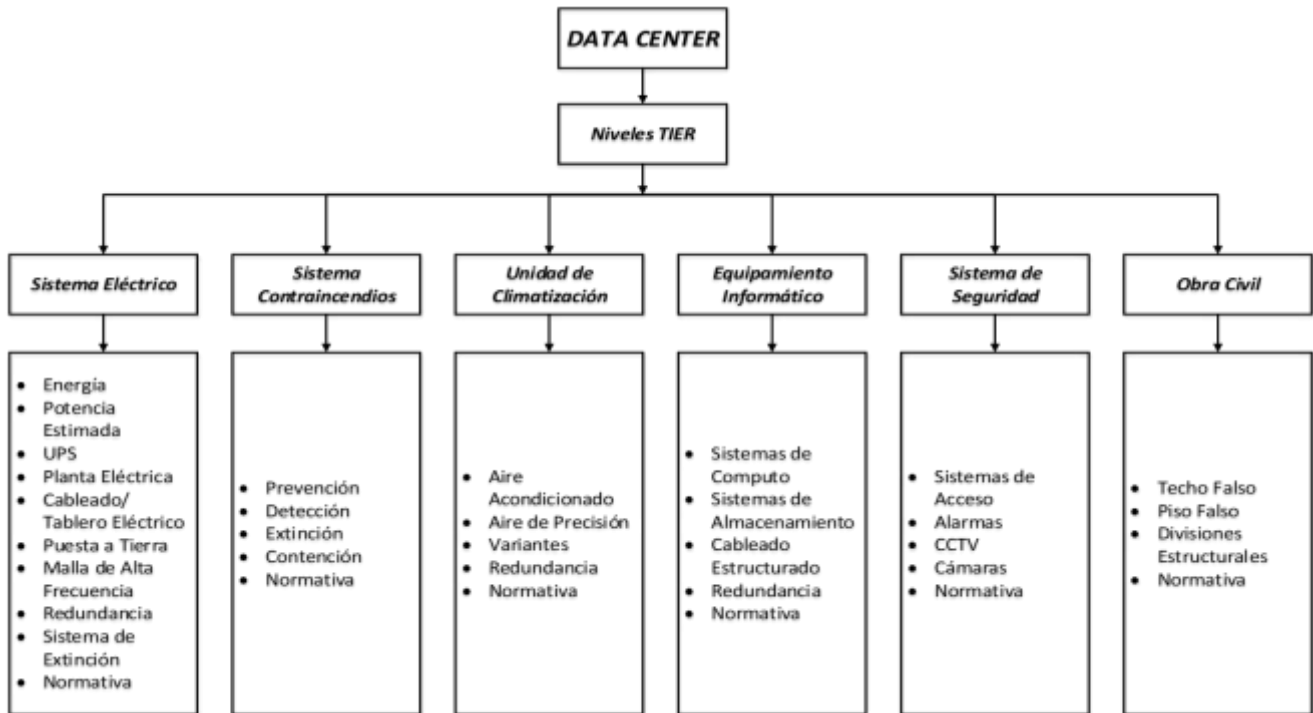 DATA CENTER
Niveles TIER
Sistema Eléctrico
Sistema
Contraincendios
Unidad de
Climatización
Equipamiento
Informático
Sistema de
Seguridad
Obra Civil
• Energía
• Potencia
Estimada
• UPS
• Planta Eléctrica
• Cableado/
Tablero Eléctrico
• Puesta a Tierra
• Malla de Alta
Frecuencia
• Redundancia
• Sistema de
Extinción
• Normativa
• Prevención
• Detección
• Extinción
• Contención
• Normativa
• Aire
Acondicionado
• Aire de Precisión
• Variantes
• Redundancia
• Normativa
• Sistemas de
Computo
• Sistemas de
Almacenamiento
• Cableado
Estructurado
• Redundancia
• Normativa
• Sistemas de
Acceso
• Alarmas
• CCTV
• Cámaras
• Normativa
• Techo Falso
• Piso Falso
• Divisiones
Estructurales
• Normativa